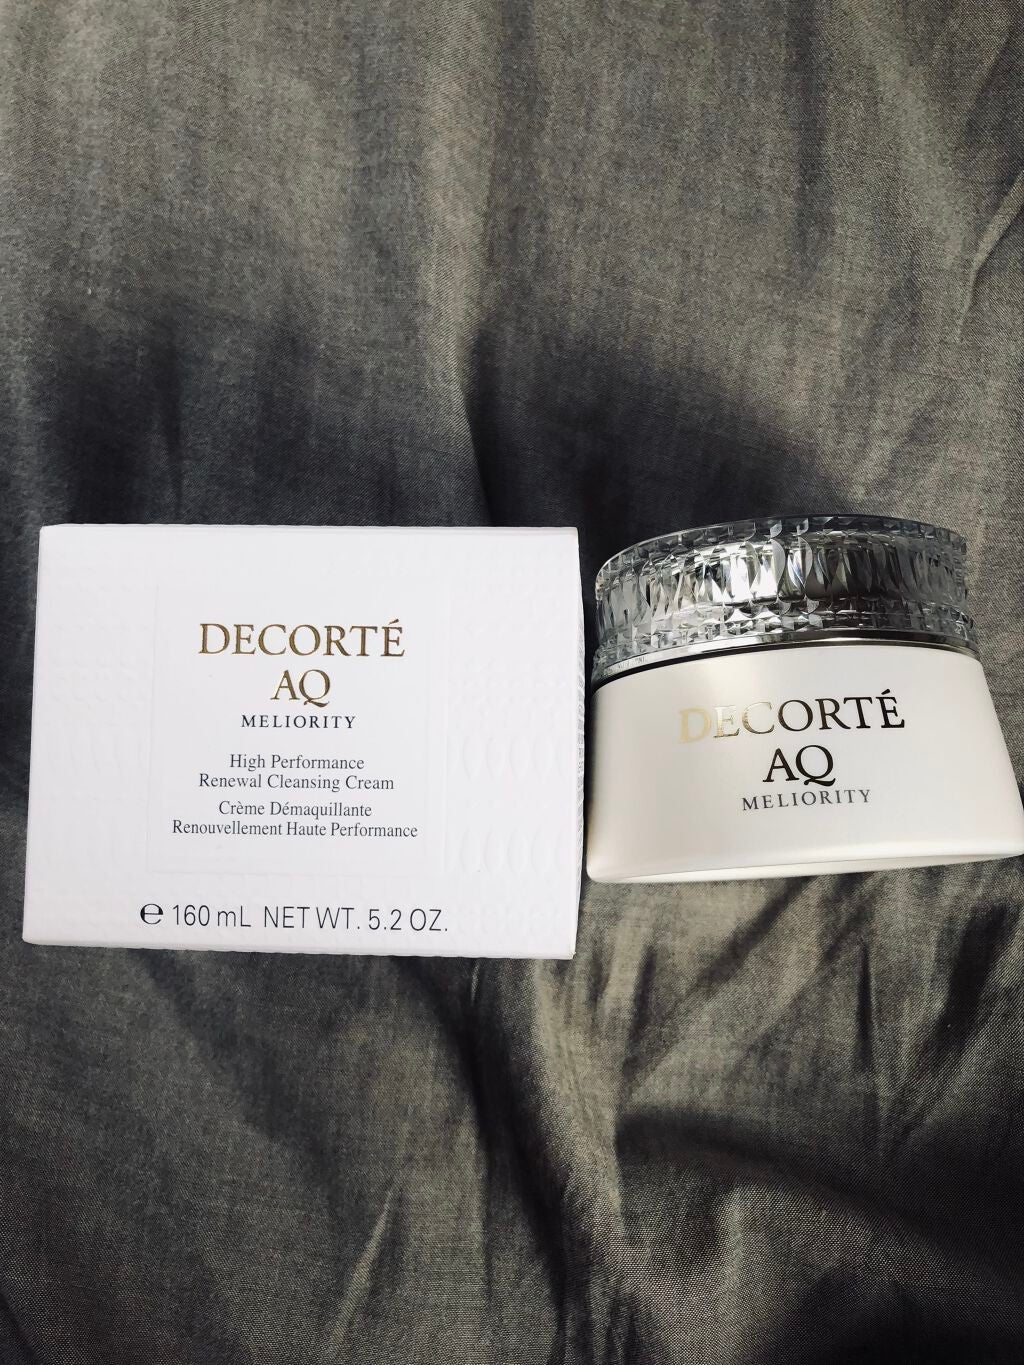 DECORTÉ
AQ
MELIORITY
High Performance
Renewal Cleansing Cream
Crème Démaquillante
Renouvellement Haute Performance
℮ 160 mL NET WT. 5.2 OZ.
DECORTÉ
AQ
MELIORITY